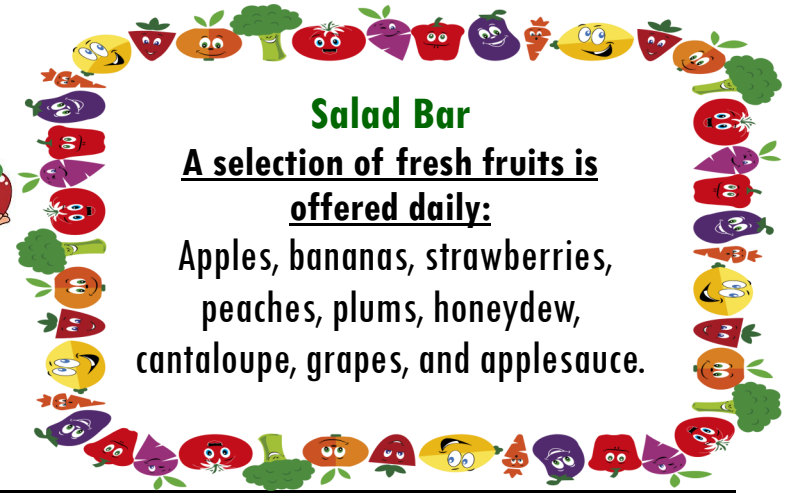 Salad Bar
A selection of fresh fruits is
offered daily:
Apples, bananas, strawberries,
peaches, plums, honeydew,
cantaloupe, grapes, and applesauce.